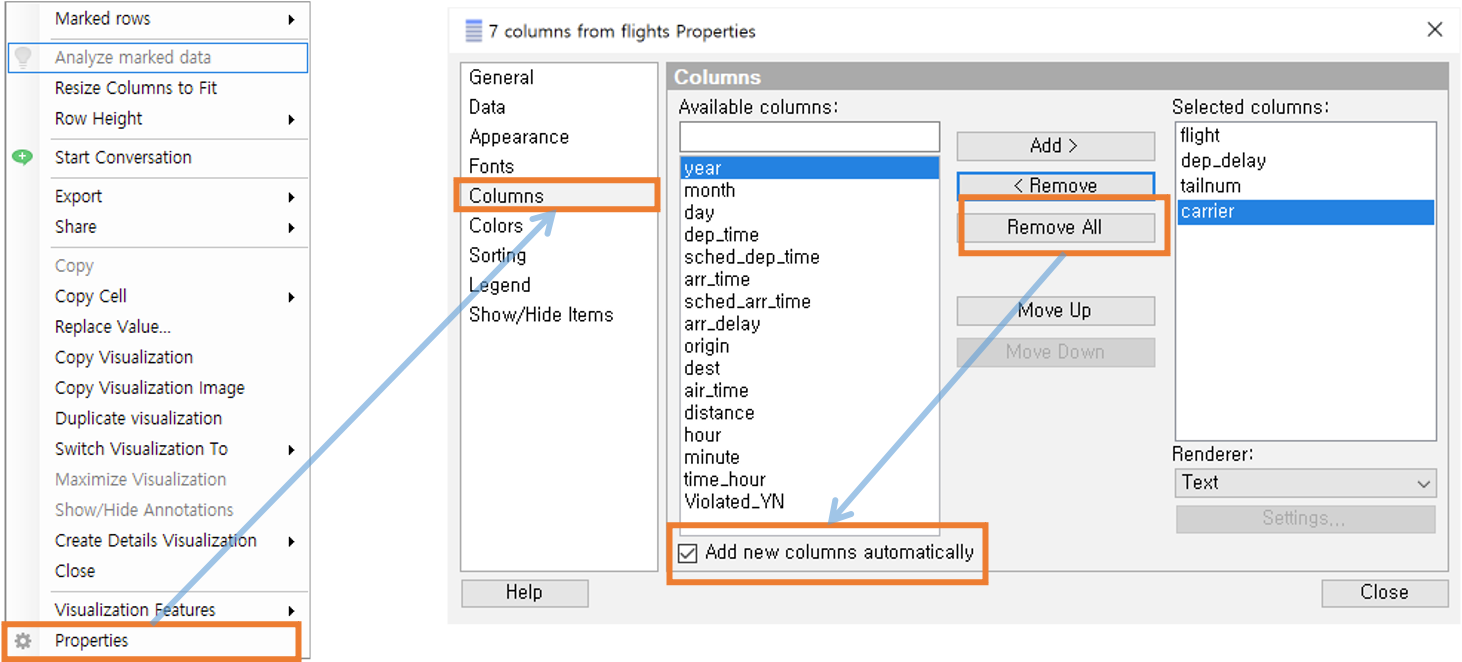 Marked rows
Analyze marked data
Resize Columns to Fit
Row Height
Start Conversation
Export
Share
Copy
Copy Cell
Replace Value...
Copy Visualization
Copy Visualization Image
Duplicate visualization
Switch Visualization To
Maximize Visualization
Show/Hide Annotations
Create Details Visualization
Close
Visualization Features
Properties
7 columns from flights Properties
General
Data
Appearance
Fonts
Columns
Colors
Sorting
Legend
Show/Hide Items
Help
Columns
Available columns:
year
month
day
dep_time
sched_dep_time
arr_time
sched_arr_time
arr_delay
origin
dest
air_time
distance
hour
minute
time_hour
Violated_YN
Add new columns automatically
Add >
< Remove
Remove All
Move Up
Move Down
Selected columns:
flight
dep_delay
tailnum
carrier
Renderer:
Text
Settings...
Close